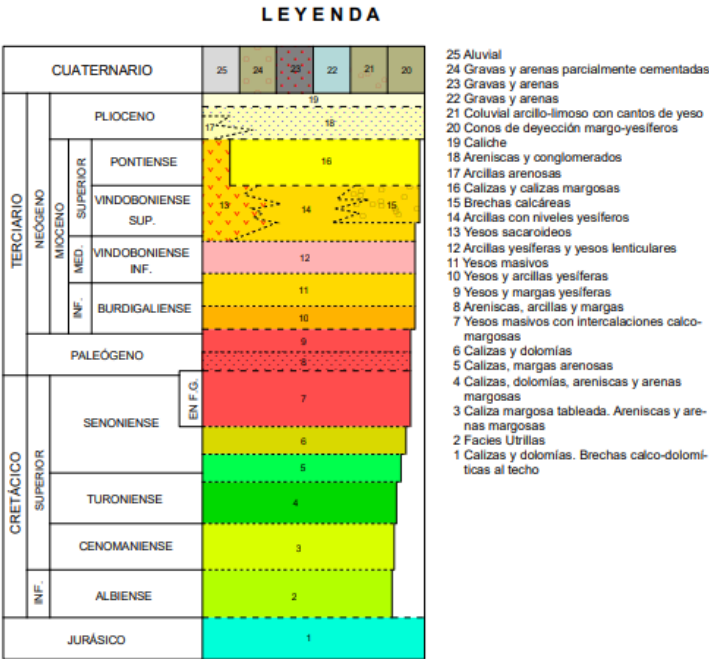 LEYENDA
CUATERNARIO
25 24 23 22 21 20
TERCIARIO
NEÓGENO
PLIOCENO
19
17
18
MIOCENO
SUPERIOR
PONTIENSE
16
VINDOBONIENSE
SUP.
13
14
15
MED.
VINDOBONIENSE
INF.
12
INF.
BURDIGALIENSE
11
10
PALEÓGENO
9
8
CRETÁCICO
SUPERIOR
SENONIENSE
EN F.G.
7
6
5
TURONIENSE
4
CENOMANIENSE
3
INF.
ALBIENSE
2
JURÁSICO
1
25 Aluvial
24 Gravas y arenas parcialmente cementadas
23 Gravas y arenas
22 Gravas y arenas
21 Coluvial arcillo-limoso con cantos de yeso
20 Conos de deyección margo-yesíferos
19 Caliche
18 Areniscas y conglomerados
17 Arcillas arenosas
16 Calizas y calizas margosas
15 Brechas calcáreas
14 Arcillas con niveles yesíferos
13 Yesos sacaroideos
12 Arcillas yesíferas y yesos lenticulares
11 Yesos masivos
10 Yesos y arcillas yesíferas
9 Yesos y margas yesíferas
8 Areniscas, arcillas y margas
7 Yesos masivos con intercalaciones calco-
margosas
6 Calizas y dolomías
5 Calizas, margas arenosas
4 Calizas, dolomías, areniscas y arenas
margosas
3 Caliza margosa tableada. Areniscas y are-
nas margosas
2 Facies Utrillas
1 Calizas y dolomías. Brechas calco-dolomí-
ticas al techo